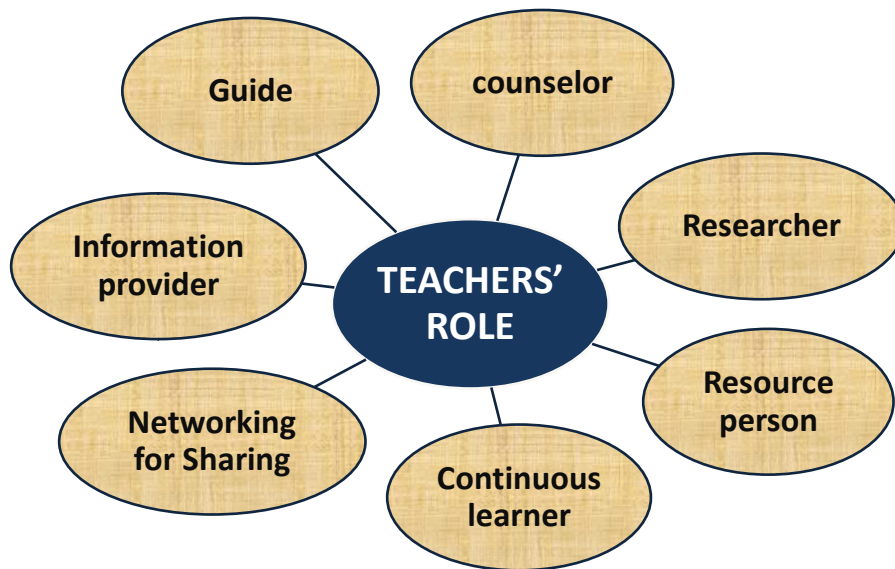 Guide
counselor
Information
provider
Researcher
TEACHERS’
ROLE
Resource
person
Networking
for Sharing
Continuous
learner